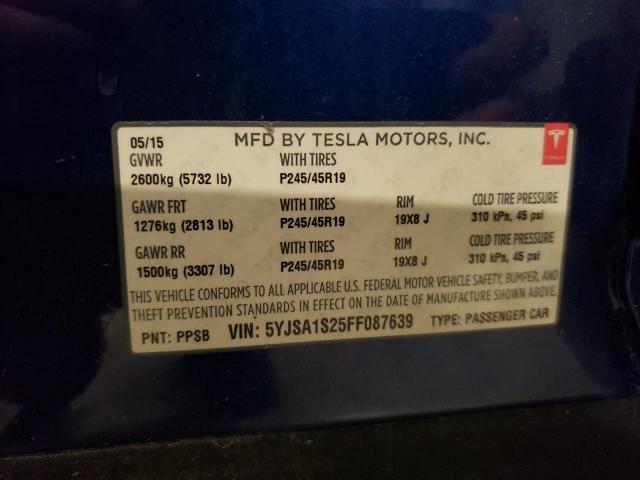 05/15 MFD BY TESLA MOTORS, INC.
GVWR WITH TIRES
2600kg (5732 lb) P245/45R19
GAWR FRT WITH TIRES RIM COLD TIRE PRESSURE
1276kg (2813 lb) P245/45R19 19X8 J 310 kPa, 45 psi
GAWR RR WITH TIRES RIM COLD TIRE PRESSURE
1500kg (3307 lb) P245/45R19 19X8 J 310 kPa, 45 psi
THIS VEHICLE CONFORMS TO ALL APPLICABLE U.S. FEDERAL MOTOR VEHICLE SAFETY, BUMPER, AND
THEFT PREVENTION STANDARDS IN EFFECT ON THE DATE OF MANUFACTURE SHOWN ABOVE.
PNT: PPSB VIN: 5YJSA1S25FF087639 TYPE: PASSENGER CAR
TESLA